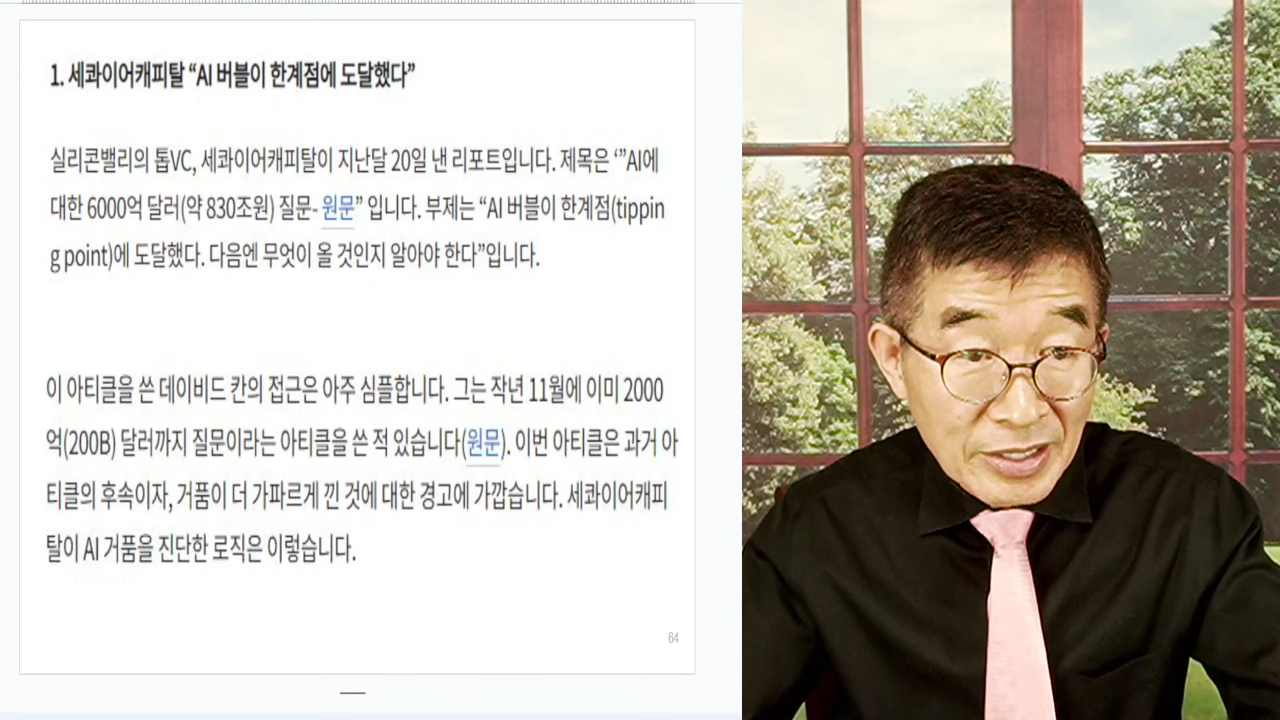 1. 세콰이어캐피탈 “AI 버블이 한계점에 도달했다”
실리콘밸리의 톱VC, 세콰이어캐피탈이 지난달 20일 낸 리포트입니다. 제목은 ‘”AI에
대한 6000억 달러(약 830조원) 질문- 원문” 입니다. 부제는 “AI 버블이 한계점(tippin
g point)에 도달했다. 다음엔 무엇이 올 것인지 알아야 한다”입니다.
이 아티클을 쓴 데이비드 칸의 접근은 아주 심플합니다. 그는 작년 11월에 이미 2000
억(200B) 달러까지 질문이라는 아티클을 쓴 적 있습니다(원문). 이번 아티클은 과거 아
티클의 후속이자, 거품이 더 가파르게 낀 것에 대한 경고에 가깝습니다. 세콰이어캐피
탈이 AI 거품을 진단한 로직은 이렇습니다.
64